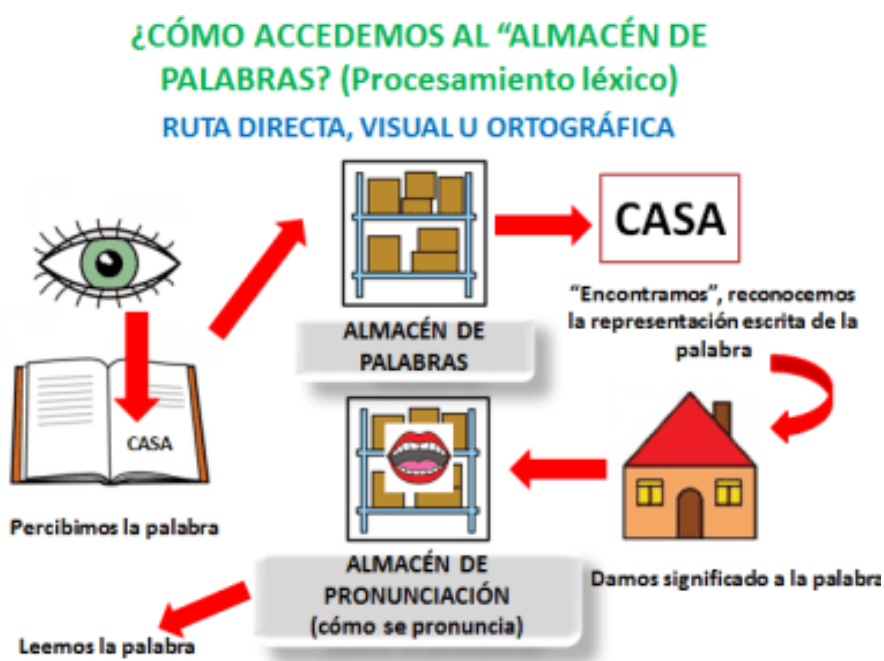 ¿CÓMO ACCEDEMOS AL “ALMACÉN DE
PALABRAS? (Procesamiento léxico)
RUTA DIRECTA, VISUAL U ORTOGRÁFICA
CASA
“Encontramos”, reconocemos
la representación escrita de la
palabra
ALMACÉN DE
PALABRAS
CASA
Percibimos la palabra
Damos significado a la palabra
ALMACÉN DE
PRONUNCIACIÓN
(cómo se pronuncia)
Leemos la palabra